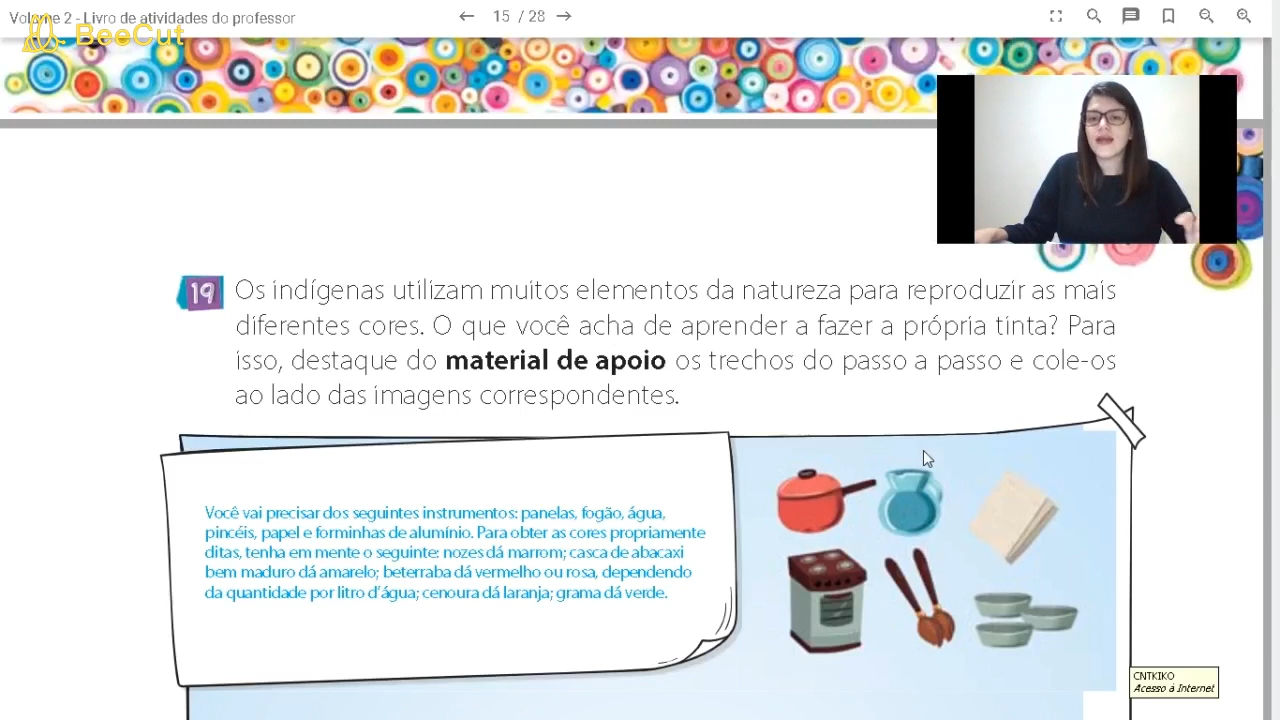 Volume 2 - Livro de atividades do professor
15 / 28
BeeCut
19 Os indígenas utilizam muitos elementos da natureza para reproduzir as mais
diferentes cores. O que você acha de aprender a fazer a própria tinta? Para
isso, destaque do material de apoio os trechos do passo a passo e cole-os
ao lado das imagens correspondentes.
Você vai precisar dos seguintes instrumentos: panelas, fogão, água,
pincéis, papel e forminhas de alumínio. Para obter as cores propriamente
ditas, tenha em mente o seguinte: nozes dá marrom; casca de abacaxi
bem maduro dá amarelo; beterraba dá vermelho ou rosa, dependendo
da quantidade por litro d'água; cenoura dá laranja; grama dá verde.
CNTKIKO
Acesso à Internet